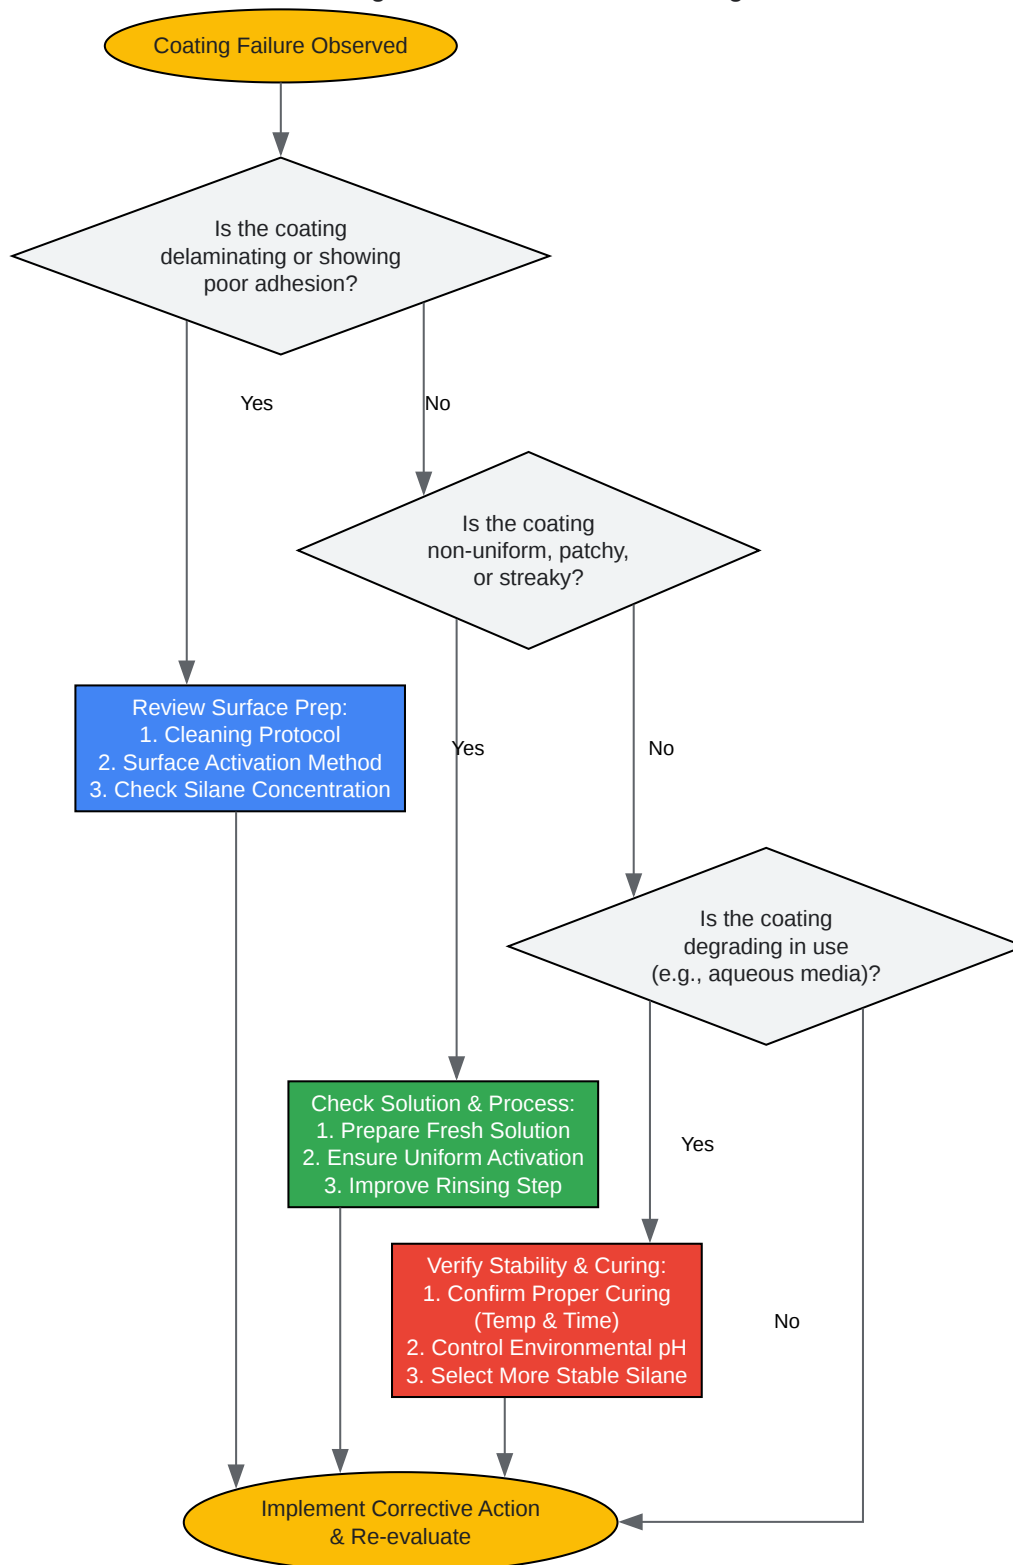 Coating Failure Observed
Is the coating
delaminating or showing
poor adhesion?
Yes
No
Is the coating
non-uniform, patchy,
or streaky?
Review Surface Prep:
1. Cleaning Protocol
2. Surface Activation Method
3. Check Silane Concentration
Yes
No
Is the coating
degrading in use
(e.g., aqueous media)?
Check Solution & Process:
1. Prepare Fresh Solution
2. Ensure Uniform Activation
3. Improve Rinsing Step
Yes
No
Verify Stability & Curing:
1. Confirm Proper Curing
(Temp & Time)
2. Control Environmental pH
3. Select More Stable Silane
Implement Corrective Action
& Re-evaluate